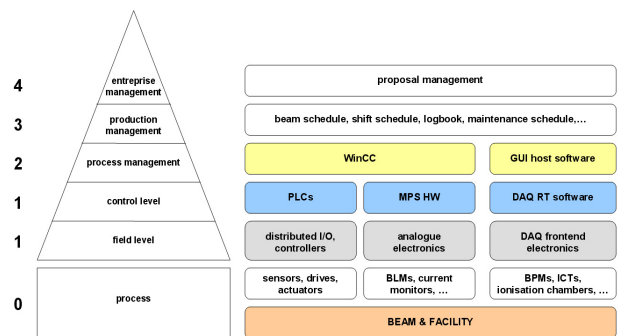 4
entreprise
management
proposal management
3
production
management
beam schedule, shift schedule, logbook, maintenance schedule,...
2
process management
WinCC
GUI host software
1
control level
PLCs
MPS HW
DAQ RT software
1
field level
distributed I/O,
controllers
analogue
electronics
DAQ frontend
electronics
0
process
sensors, drives,
actuators
BLMs, current
monitors, ...
BPMs, ICTs,
ionisation chambers, ...
BEAM & FACILITY